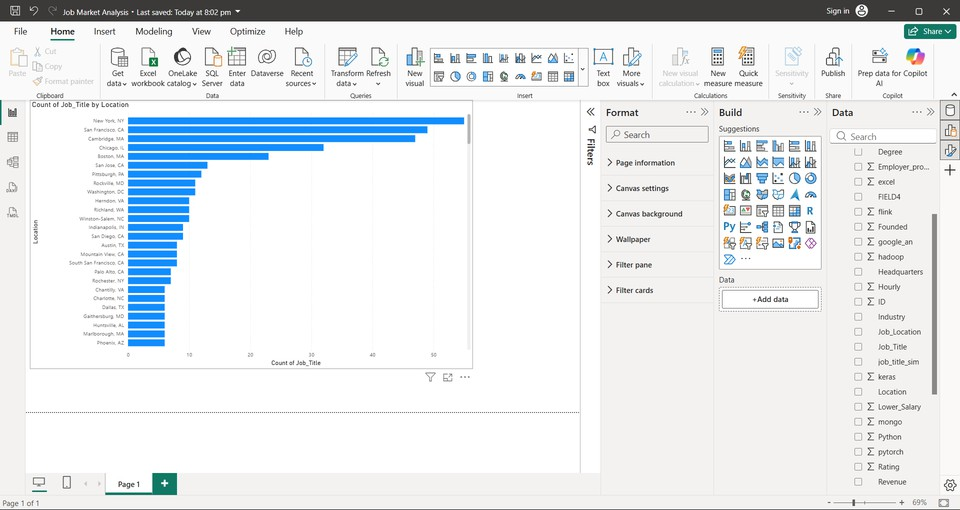 Job Market Analysis • Last saved: Today at 8:02 pm
Sign in
File Home Insert Modeling View Optimize Help
Share
Paste
Cut
Copy
Format painter
Get data
Excel workbook
OneLake catalog
SQL Server
Enter data
Dataverse
Recent sources
Transform data
Refresh
New visual
Text box
More visuals
New visual calculation
New measure
Quick measure
Sensitivity
Publish
Prep data for AI
Copilot
Clipboard Data Queries Insert Calculations Sensitivity Share Copilot
Count of Job_Title by Location
Location
New York, NY
San Francisco, CA
Cambridge, MA
Chicago, IL
Boston, MA
San Jose, CA
Pittsburgh, PA
Rockville, MD
Washington, DC
Herndon, VA
Richland, WA
Winston-Salem, NC
Indianapolis, IN
San Diego, CA
Austin, TX
Mountain View, CA
South San Francisco, CA
Palo Alto, CA
Rochester, NY
Chantilly, VA
Charlotte, NC
Dallas, TX
Gaithersburg, MD
Huntsville, AL
Marlborough, MA
Phoenix, AZ
0 10 20 30 40 50
Count of Job_Title
Filters
Format
Search
Page information
Canvas settings
Canvas background
Wallpaper
Filter pane
Filter cards
Build
Suggestions
R
Py
Data
+Add data
Data
Search
Degree
Employer_pro...
excel
FIELD4
flink
Founded
google_an
hadoop
Headquarters
Hourly
ID
Industry
Job_Location
Job_Title
job_title_sim
keras
Location
Lower_Salary
mongo
Python
pytorch
Rating
Revenue
DAX
TMDL
Page 1
Page 1 of 1
69%